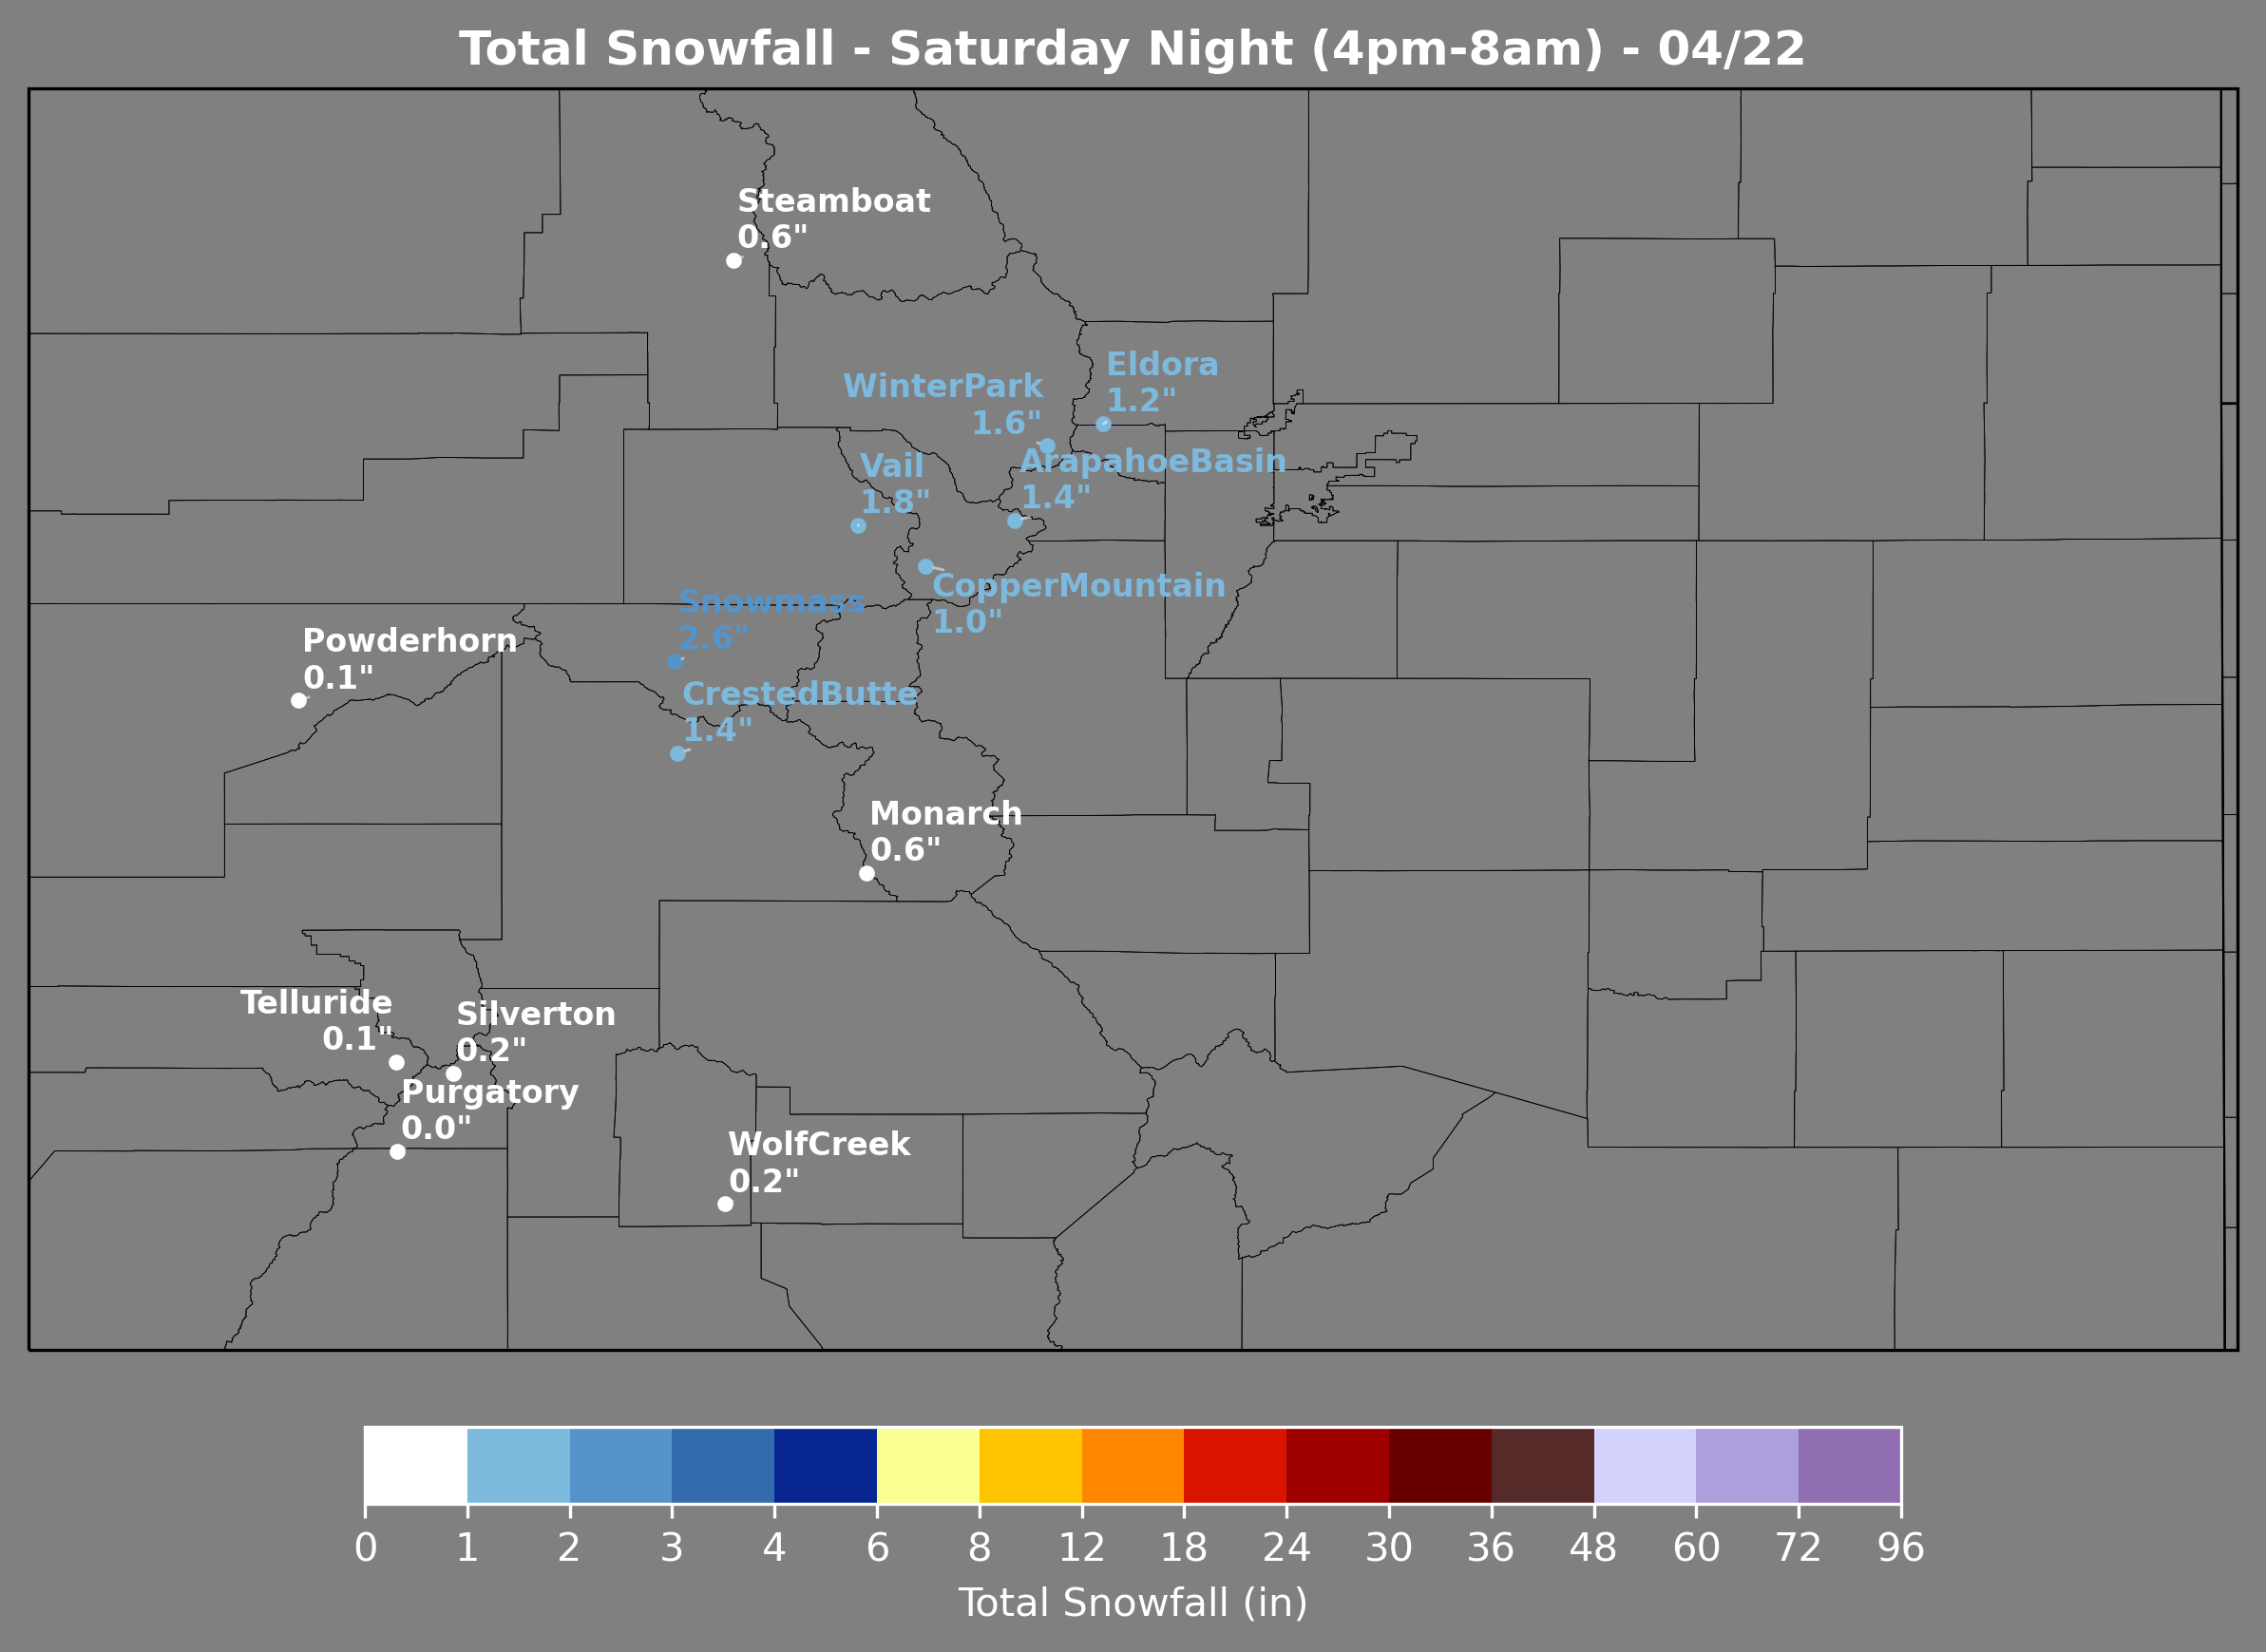 Total Snowfall - Saturday Night (4pm-8am) - 04/22
Steamboat
0.6"
Eldora
1.2"
WinterPark
1.6"
ArapahoeBasin
1.4"
Vail
1.8"
CopperMountain
1.0"
Snowmass
2.6"
Powderhorn
0.1"
CrestedButte
1.4"
Monarch
0.6"
Telluride
0.1"
Silverton
0.2"
Purgatory
0.0"
WolfCreek
0.2"
0 1 2 3 4 6 8 12 18 24 30 36 48 60 72 96
Total Snowfall (in)